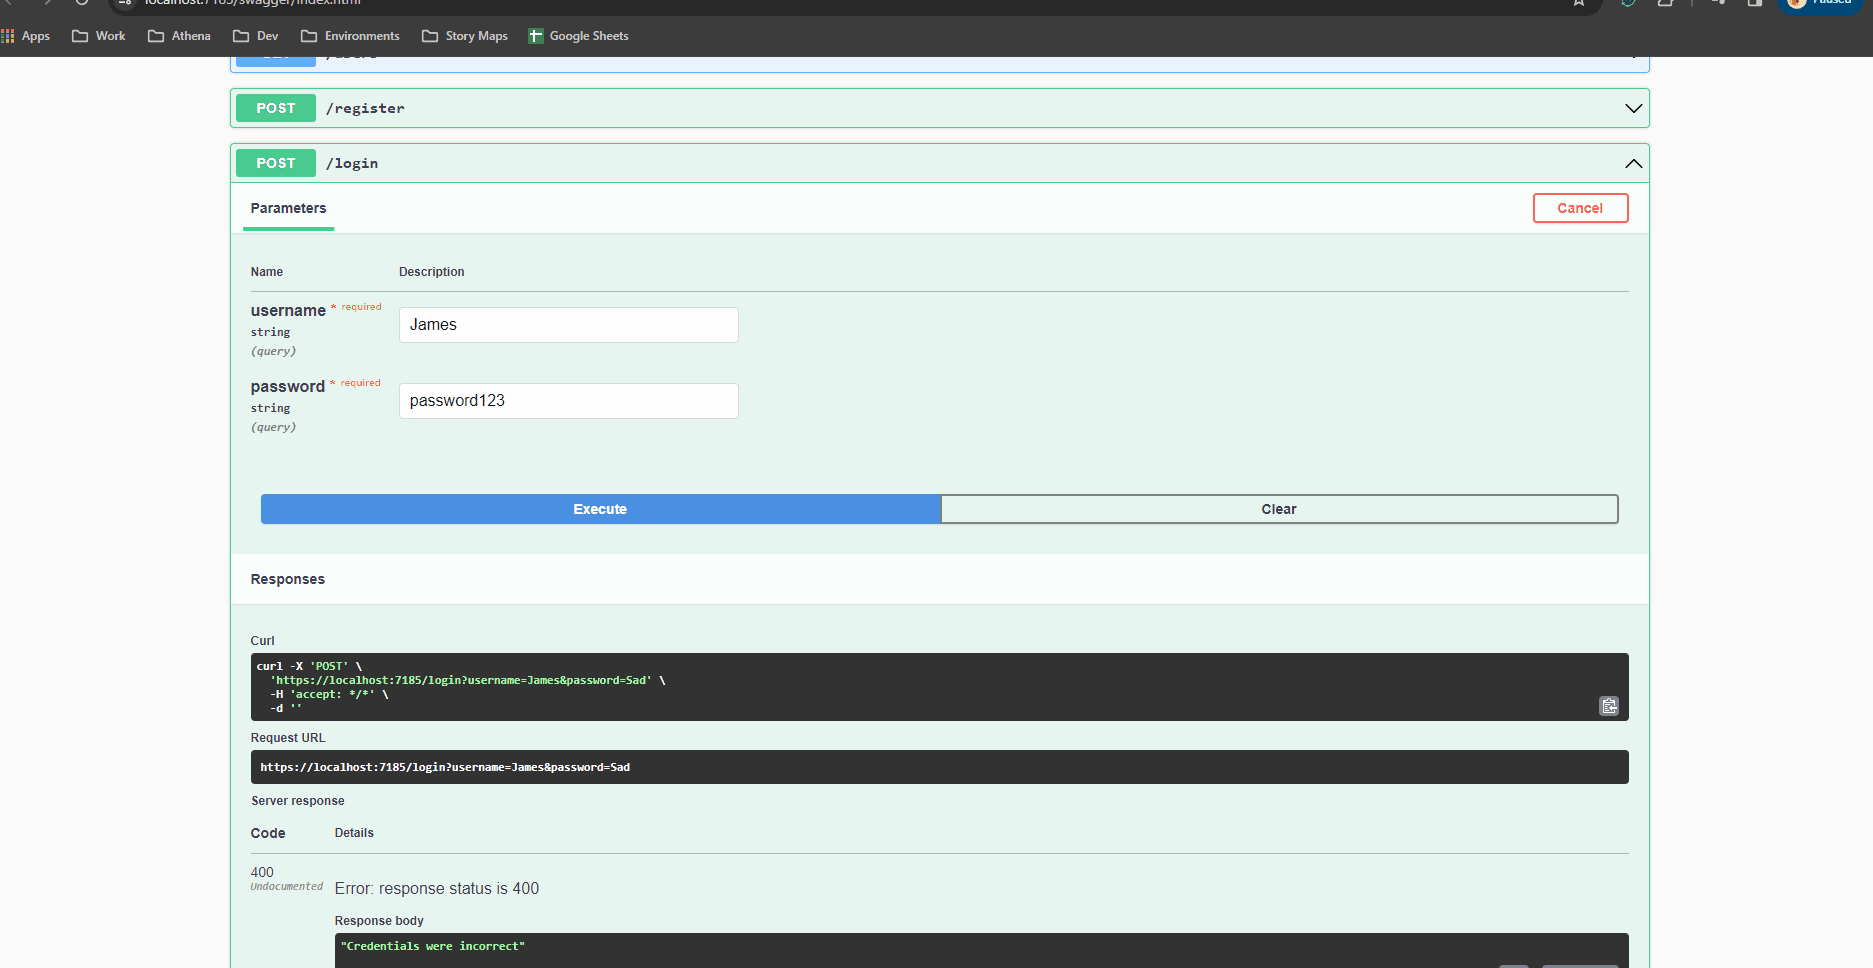 localhost:7185/swagger/index.html
Paused
Apps Work Athena Dev Environments Story Maps Google Sheets
POST /register
POST /login
Parameters
Cancel
Name Description
username * required
string
(query)
James
password * required
string
(query)
password123
Execute Clear
Responses
Curl
curl -X 'POST' \
'https://localhost:7185/login?username=James&password=Sad' \
-H 'accept: */*' \
-d ''
Request URL
https://localhost:7185/login?username=James&password=Sad
Server response
Code Details
400
Undocumented
Error: response status is 400
Response body
"Credentials were incorrect"